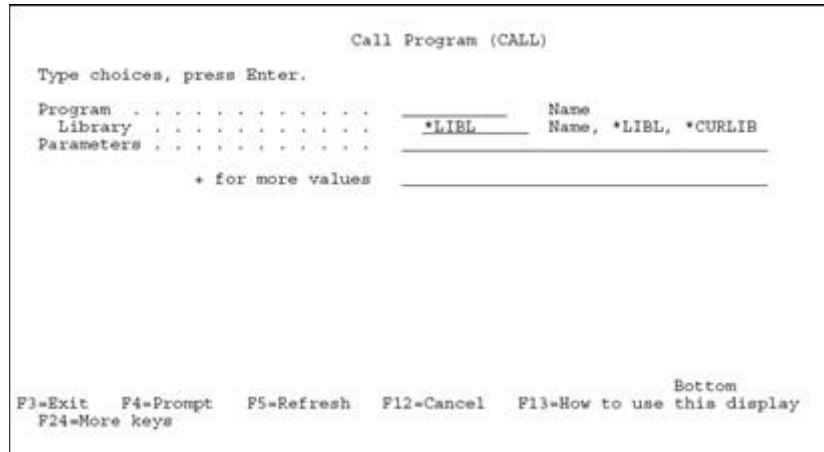 Call Program (CALL)
Type choices, press Enter.
Program . . . . . . . . . . . . Name
Library . . . . . . . . . . . *LIBL Name, *LIBL, *CURLIB
Parameters . . . . . . . . . . .
+ for more values
Bottom
F3=Exit F4=Prompt F5=Refresh F12=Cancel F13=How to use this display
F24=More keys